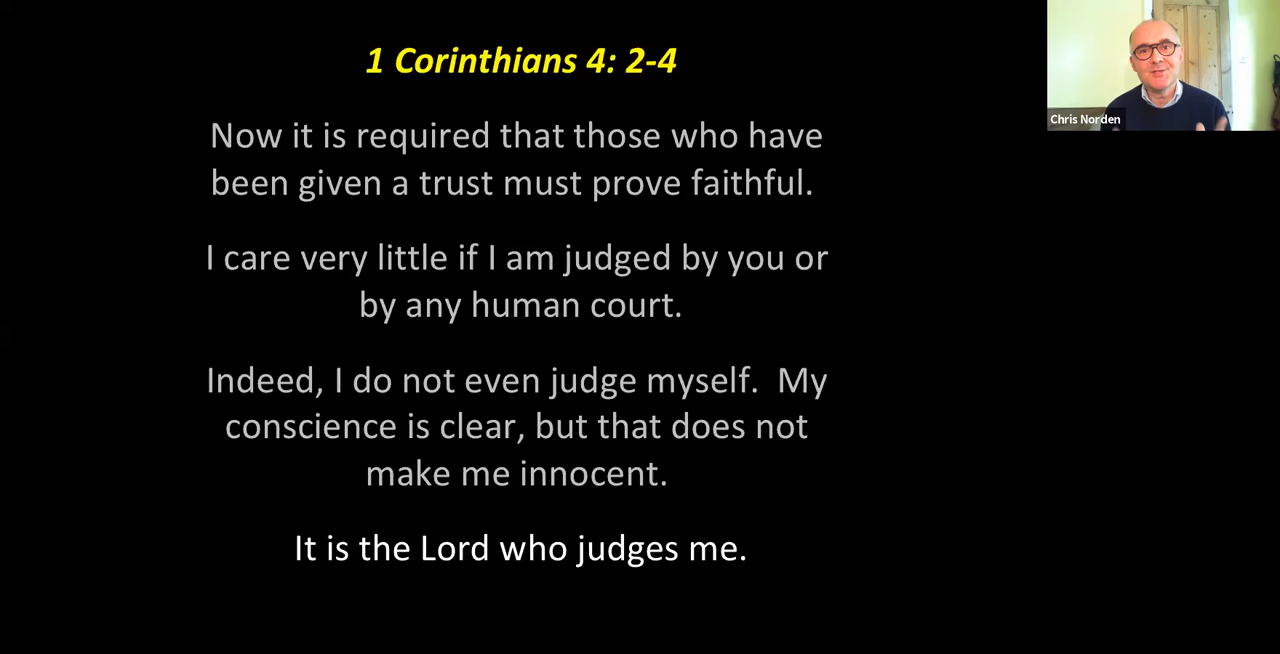 1 Corinthians 4: 2-4
Now it is required that those who have
been given a trust must prove faithful.
I care very little if I am judged by you or
by any human court.
Indeed, I do not even judge myself.  My
conscience is clear, but that does not
make me innocent.
It is the Lord who judges me.
Chris Norden